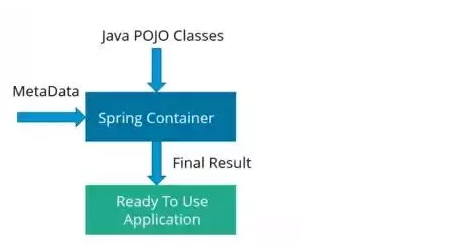 Java POJO Classes
MetaData
Spring Container
Final Result
Ready To Use
Application